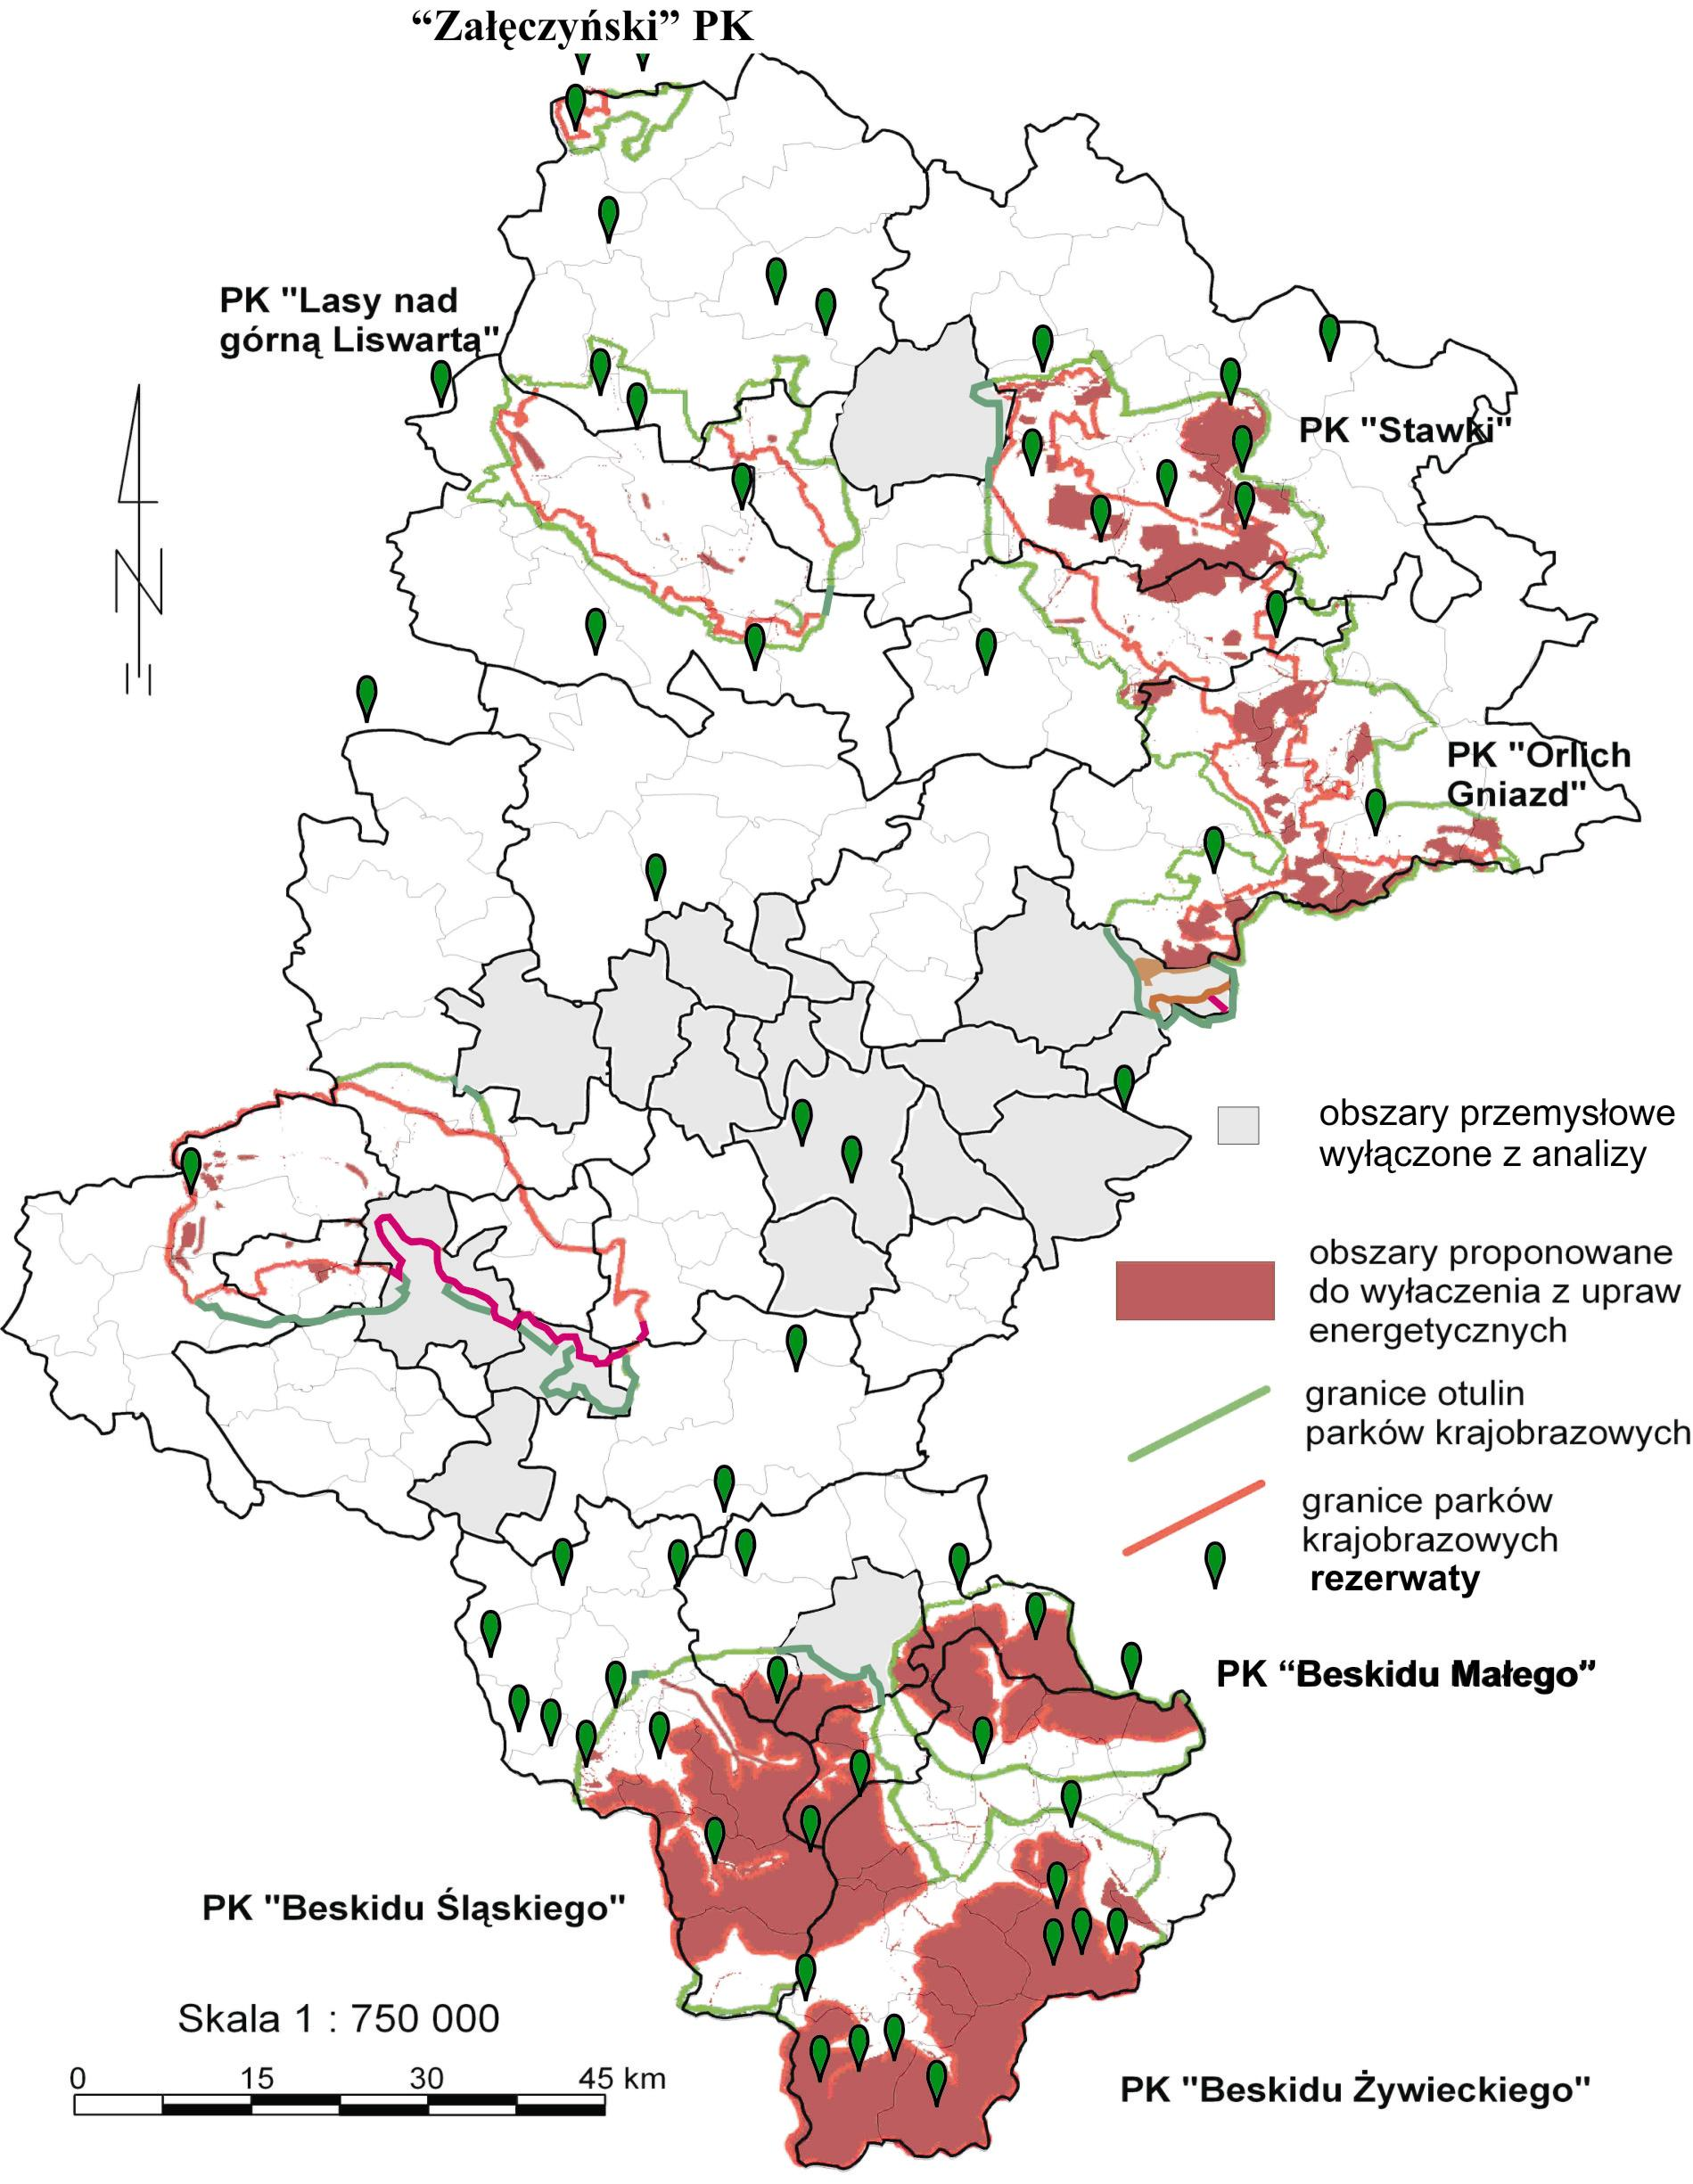 “Załęczyński” PK
PK "Lasy nad
górną Liswartą"
PK "Stawki"
N
PK "Orlich
Gniazd"
obszary przemysłowe
wyłączone z analizy
obszary proponowane
do wyłaczenia z upraw
energetycznych
granice otulin
parków krajobrazowych
granice parków
krajobrazowych
rezerwaty
PK “Beskidu Małego”
PK "Beskidu Śląskiego"
Skala 1 : 750 000
0 15 30 45 km
PK "Beskidu Żywieckiego"